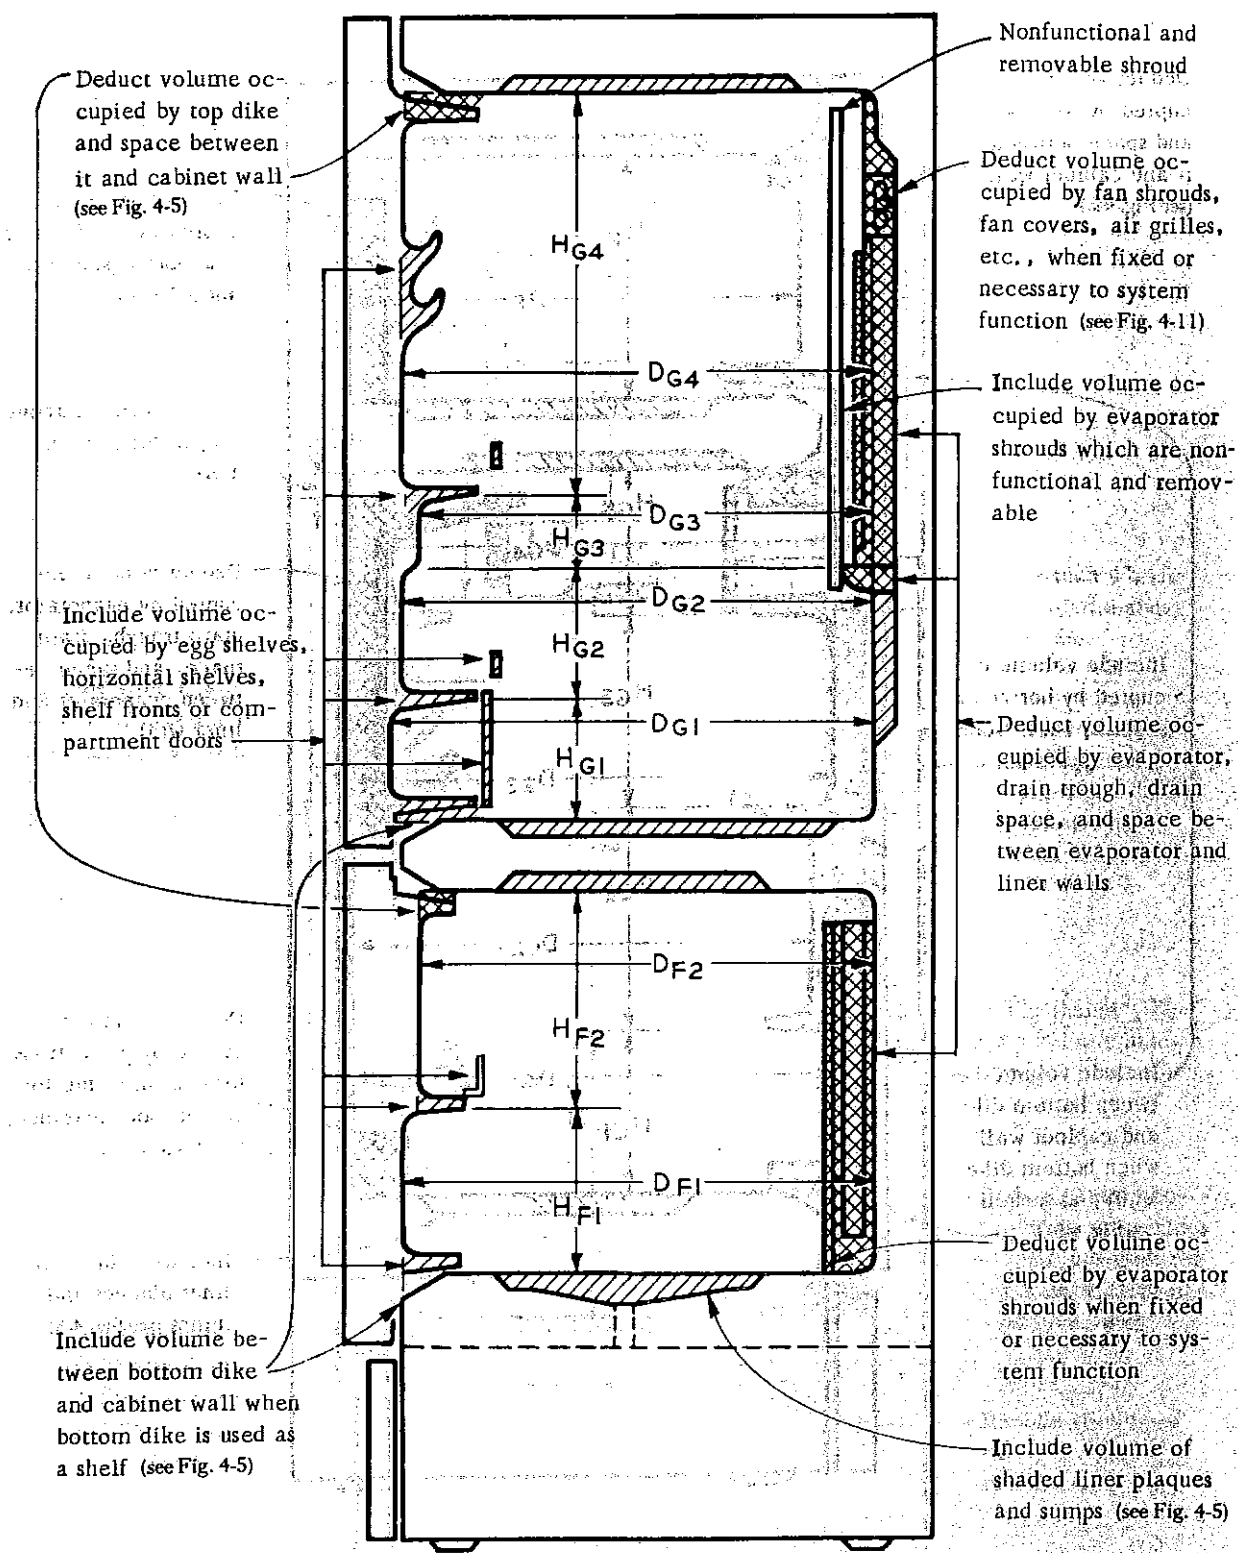 Deduct volume oc-
cupied by top dike
and space between
it and cabinet wall
(see Fig. 4-5)
Include volume oc-
cupied by egg shelves,
horizontal shelves,
shelf fronts or com-
partment doors
Include volume be-
tween bottom dike
and cabinet wall when
bottom dike is used as
a shelf (see Fig. 4-5)
HG4
DG4
DG3
HG3
DG2
HG2
DG1
HG1
DF2
HF2
DF1
HF1
Nonfunctional and
removable shroud
Deduct volume oc-
cupied by fan shrouds,
fan covers, air grilles,
etc., when fixed or
necessary to system
function (see Fig. 4-11)
Include volume oc-
cupied by evaporator
shrouds which are non-
functional and remov-
able
Deduct volume oc-
cupied by evaporator,
drain trough, drain
space, and space be-
tween evaporator and
liner walls
Deduct volume oc-
cupied by evaporator
shrouds when fixed
or necessary to sys-
tem function
Include volume of
shaded liner plaques
and sumps (see Fig. 4-5)